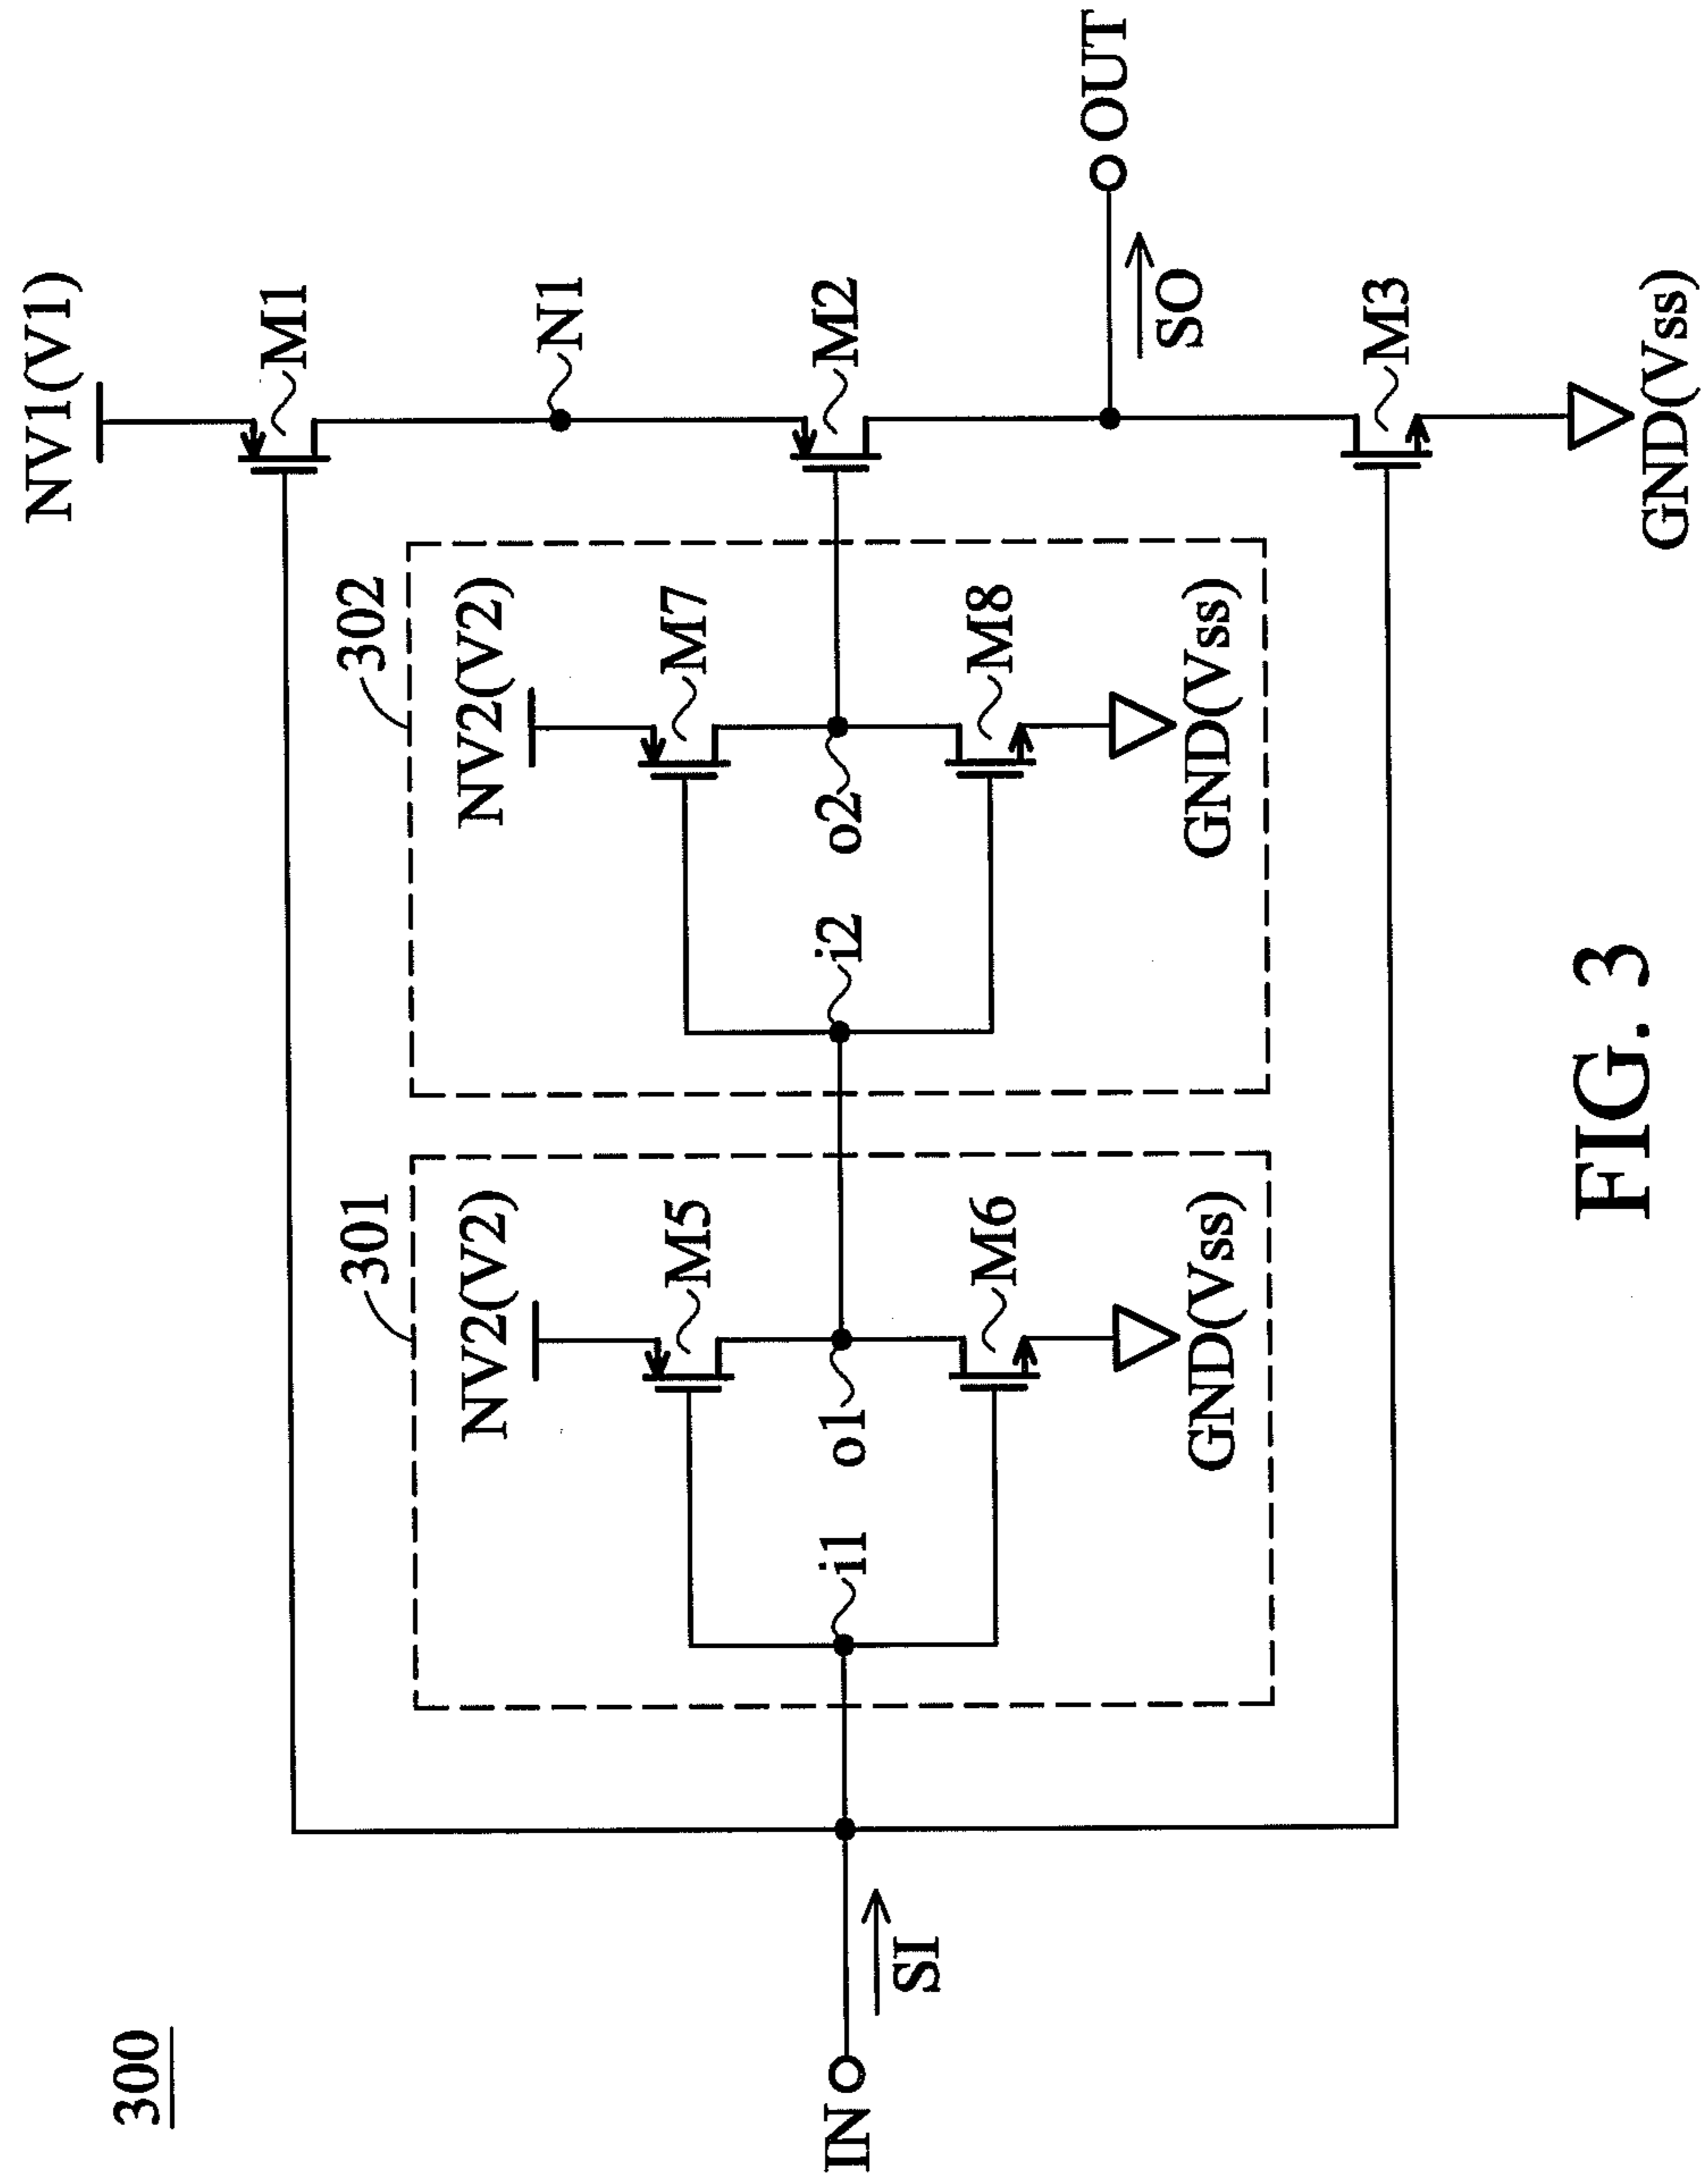 300
NV1(V1)
M1
302
301
NV2(V2)
NV2(V2)
N1
M5
M7
i1
o1
i2
o2
M2
IN
SI
M6
M8
OUT
SO
GND(Vss)
GND(Vss)
M3
GND(Vss)
FIG. 3